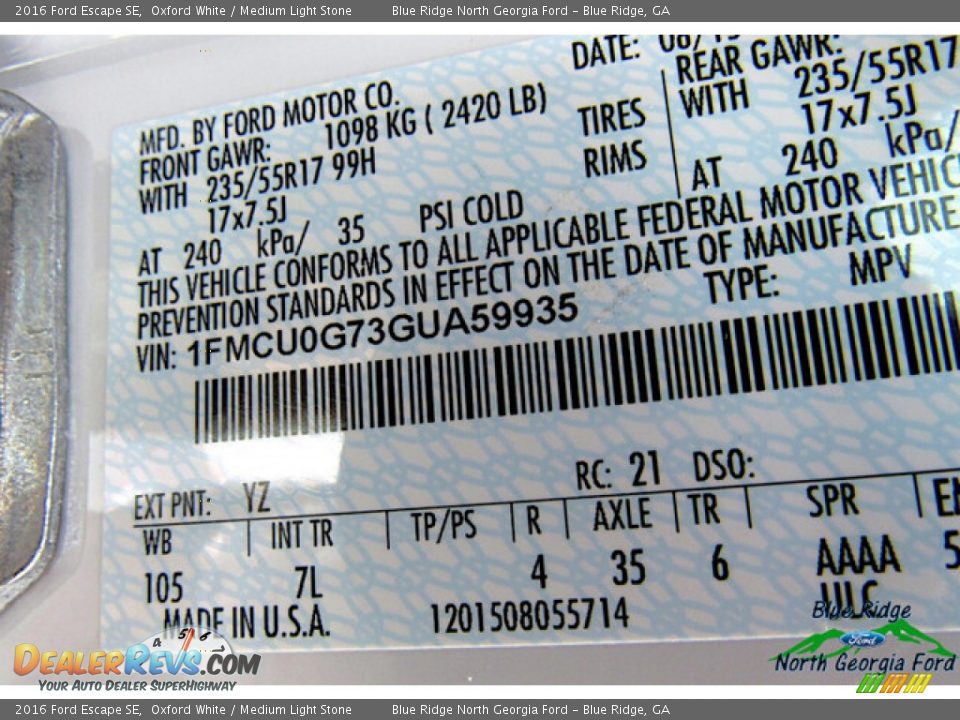 2016 Ford Escape SE, Oxford White / Medium Light Stone Blue Ridge North Georgia Ford - Blue Ridge, GA
DATE:
MFD. BY FORD MOTOR CO.
REAR GAWR:
FRONT GAWR: 1098 KG ( 2420 LB) TIRES WITH 235/55R17
WITH 235/55R17 99H RIMS 17x7.5J
17x7.5J AT 240 kPa/
AT 240 kPa/ 35 PSI COLD
THIS VEHICLE CONFORMS TO ALL APPLICABLE FEDERAL MOTOR
PREVENTION STANDARDS IN EFFECT ON THE DATE OF MANUFACTURE
VIN: 1FMCU0G73GUA59935 TYPE: MPV
RC: 21 DSO:
EXT PNT: YZ
WB INT TR TP/PS R AXLE TR SPR
105 7L 4 35 6 AAAA 5
MADE IN U.S.A. 1201508055714
Blue Ridge
Ford
North Georgia Ford
4 5 6
DEALERREVS.COM
YOUR AUTO DEALER SUPERHIGHWAY
2016 Ford Escape SE, Oxford White / Medium Light Stone Blue Ridge North Georgia Ford - Blue Ridge, GA